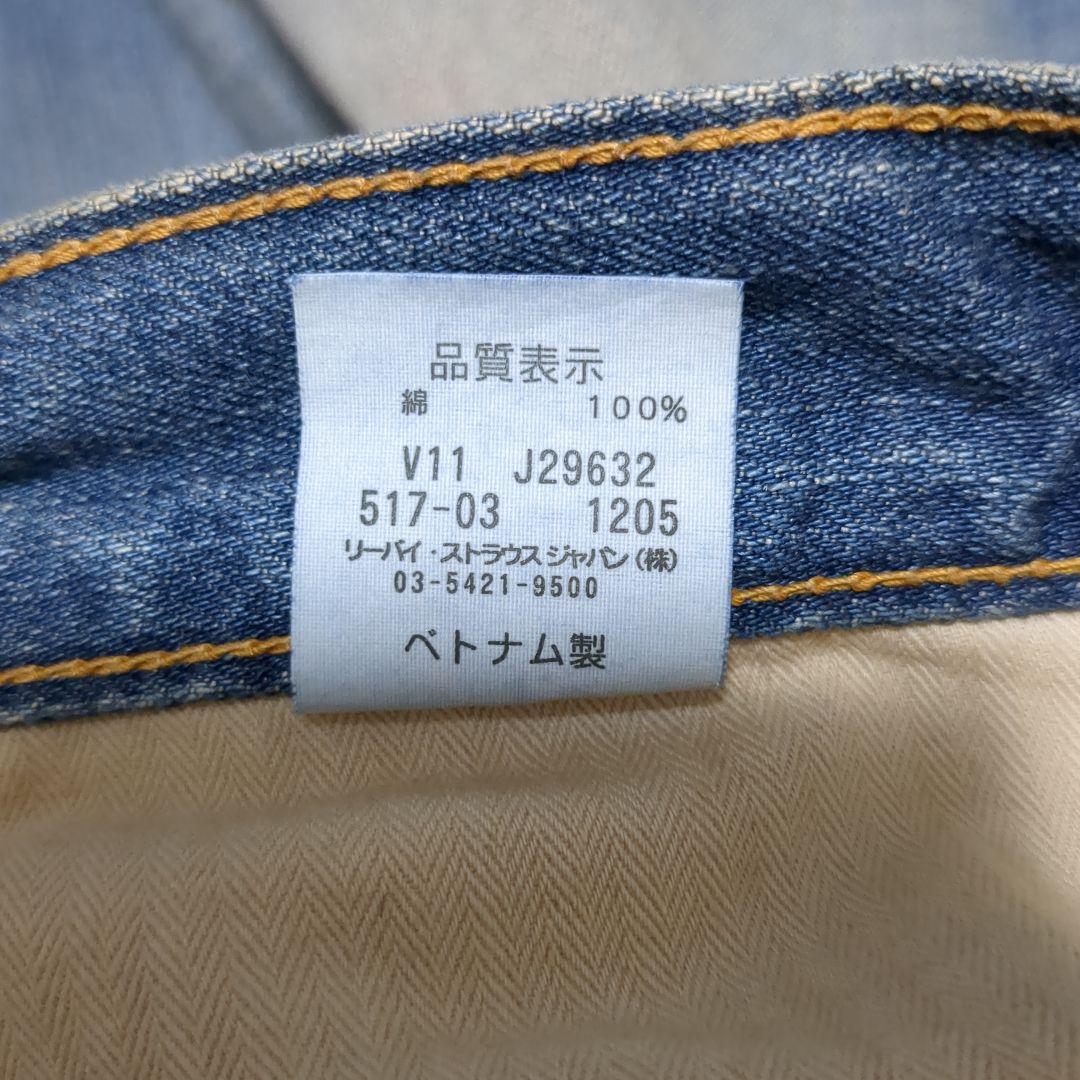 品質表示
綿 100%
V11 J29632
517-03 1205
リーバイ・ストラウス ジャパン(株)
03-5421-9500
ベトナム製